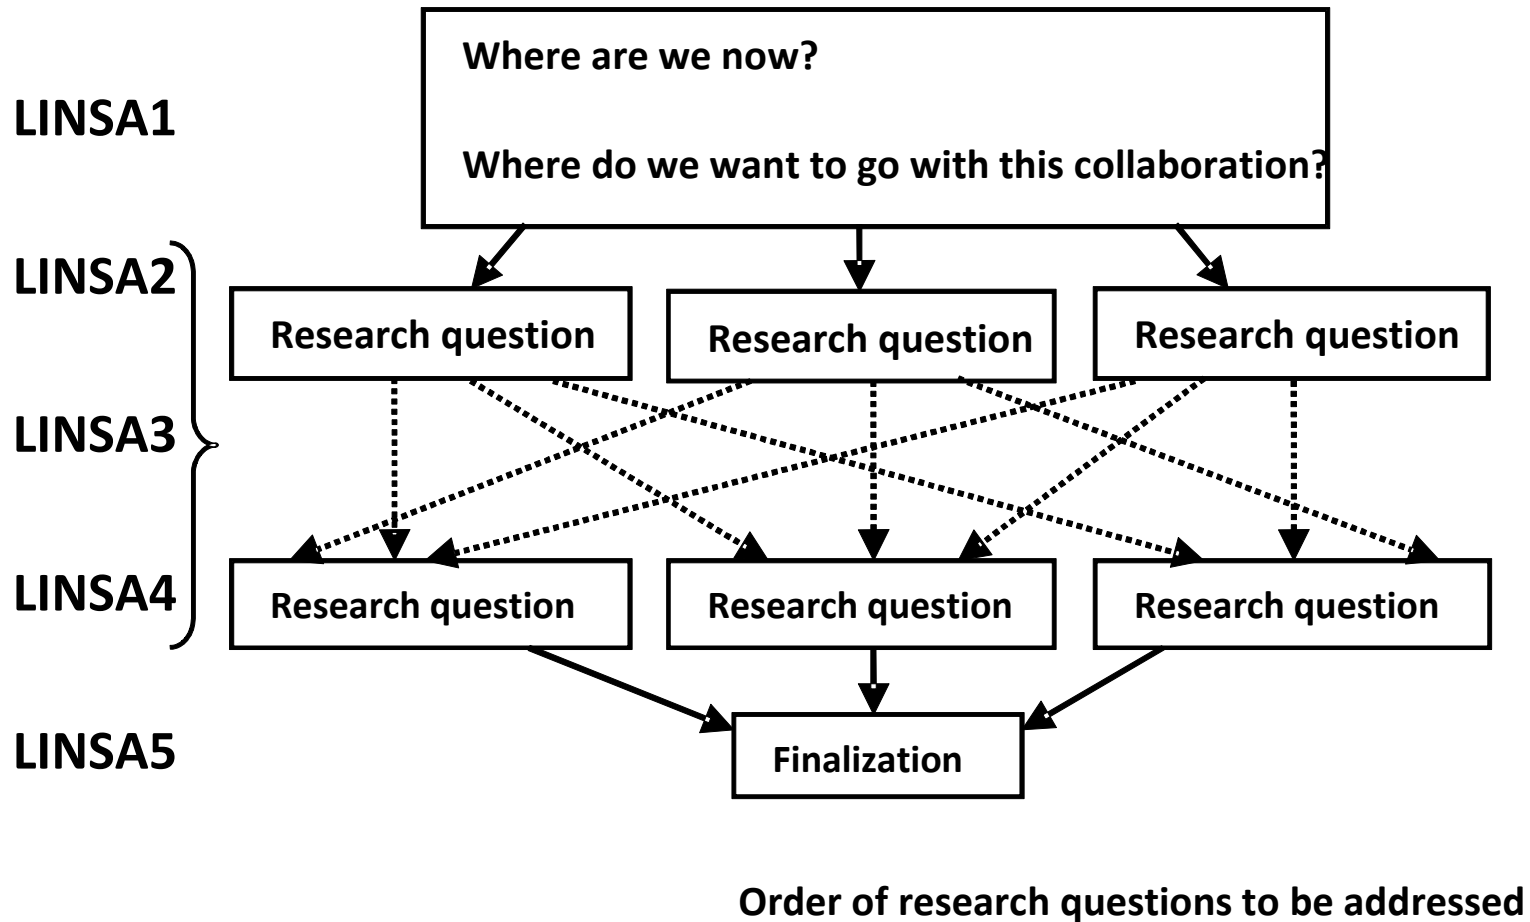 Where are we now?
LINSA1
Where do we want to go with this collaboration?
LINSA2
Research question
Research question
Research question
LINSA3
LINSA4
Research question
Research question
Research question
LINSA5
Finalization
Order of research questions to be addressed